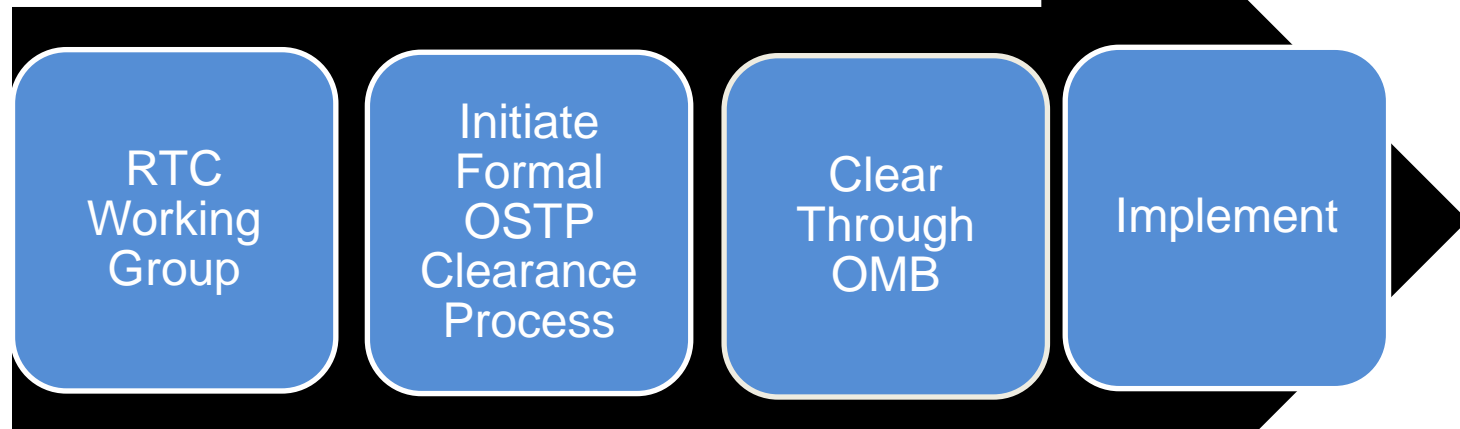 RTC
Working
Group
Initiate
Formal
OSTP
Clearance
Process
Clear
Through
OMB
Implement